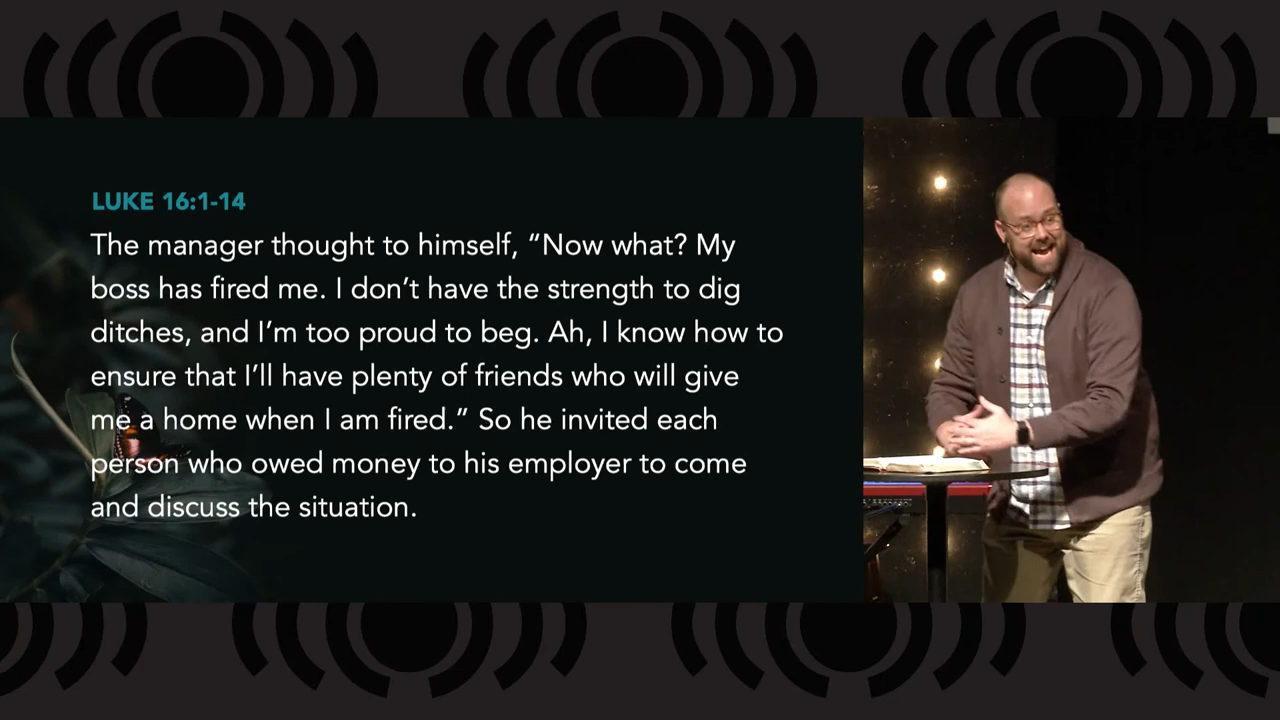 LUKE 16:1-14
The manager thought to himself, “Now what? My
boss has fired me. I don’t have the strength to dig
ditches, and I’m too proud to beg. Ah, I know how to
ensure that I’ll have plenty of friends who will give
me a home when I am fired.” So he invited each
person who owed money to his employer to come
and discuss the situation.